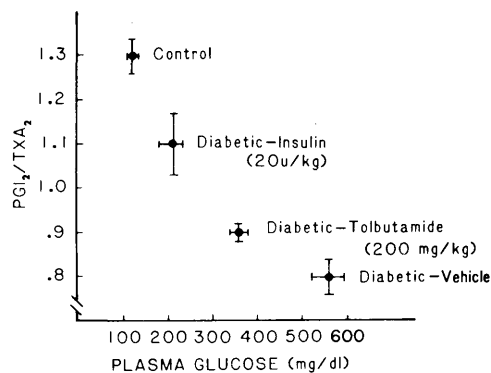 1.3
1.2
1.1
1.0
.9
.8
PGI₂/TXA₂
Control
Diabetic–Insulin
(20u/kg)
Diabetic–Tolbutamide
(200 mg/kg)
Diabetic–Vehicle
100 200 300 400 500 600
PLASMA GLUCOSE (mg/dl)